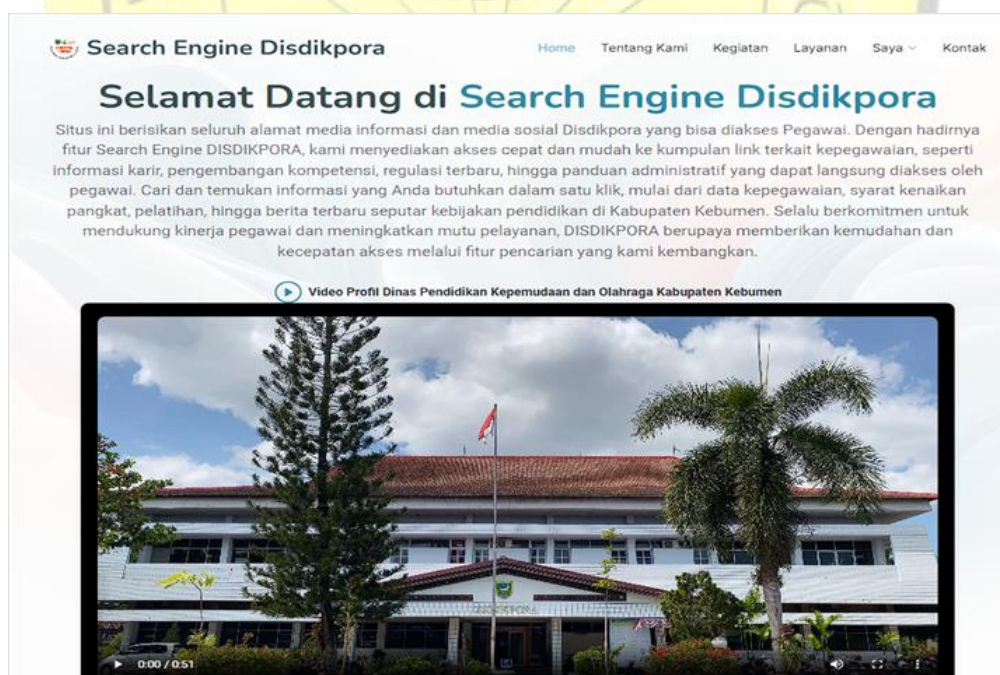 Search Engine Disdikpora
Home Tentang Kami Kegiatan Layanan Saya Kontak
Selamat Datang di Search Engine Disdikpora
Situs ini berisikan seluruh alamat media informasi dan media sosial Disdikpora yang bisa diakses Pegawai. Dengan hadirnya
fitur Search Engine DISDIKPORA, kami menyediakan akses cepat dan mudah ke kumpulan link terkait kepegawaian, seperti
informasi karir, pengembangan kompetensi, regulasi terbaru, hingga panduan administratif yang dapat langsung diakses oleh
pegawai. Cari dan temukan informasi yang Anda butuhkan dalam satu klik, mulai dari data kepegawaian, syarat kenaikan
pangkat, pelatihan, hingga berita terbaru seputar kebijakan pendidikan di Kabupaten Kebumen. Selalu berkomitmen untuk
mendukung kinerja pegawai dan meningkatkan mutu pelayanan, DISDIKPORA berupaya memberikan kemudahan dan
kecepatan akses melalui fitur pencarian yang kami kembangkan.
Video Profil Dinas Pendidikan Kepemudaan dan Olahraga Kabupaten Kebumen
0:00 / 0:51